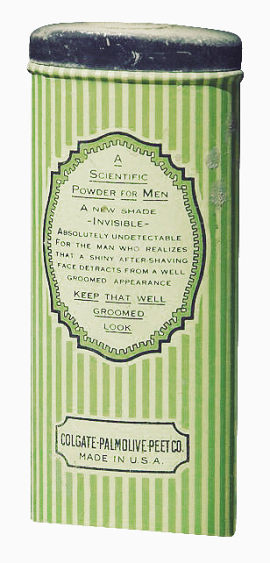 A
SCIENTIFIC
POWDER FOR MEN
A NEW SHADE
-INVISIBLE-
ABSOLUTELY UNDETECTABLE
FOR THE MAN WHO REALIZES
THAT A SHINY AFTER-SHAVING
FACE DETRACTS FROM A WELL
GROOMED APPEARANCE
KEEP THAT WELL
GROOMED
LOOK
COLGATE-PALMOLIVE-PEET CO.
MADE IN U.S.A.